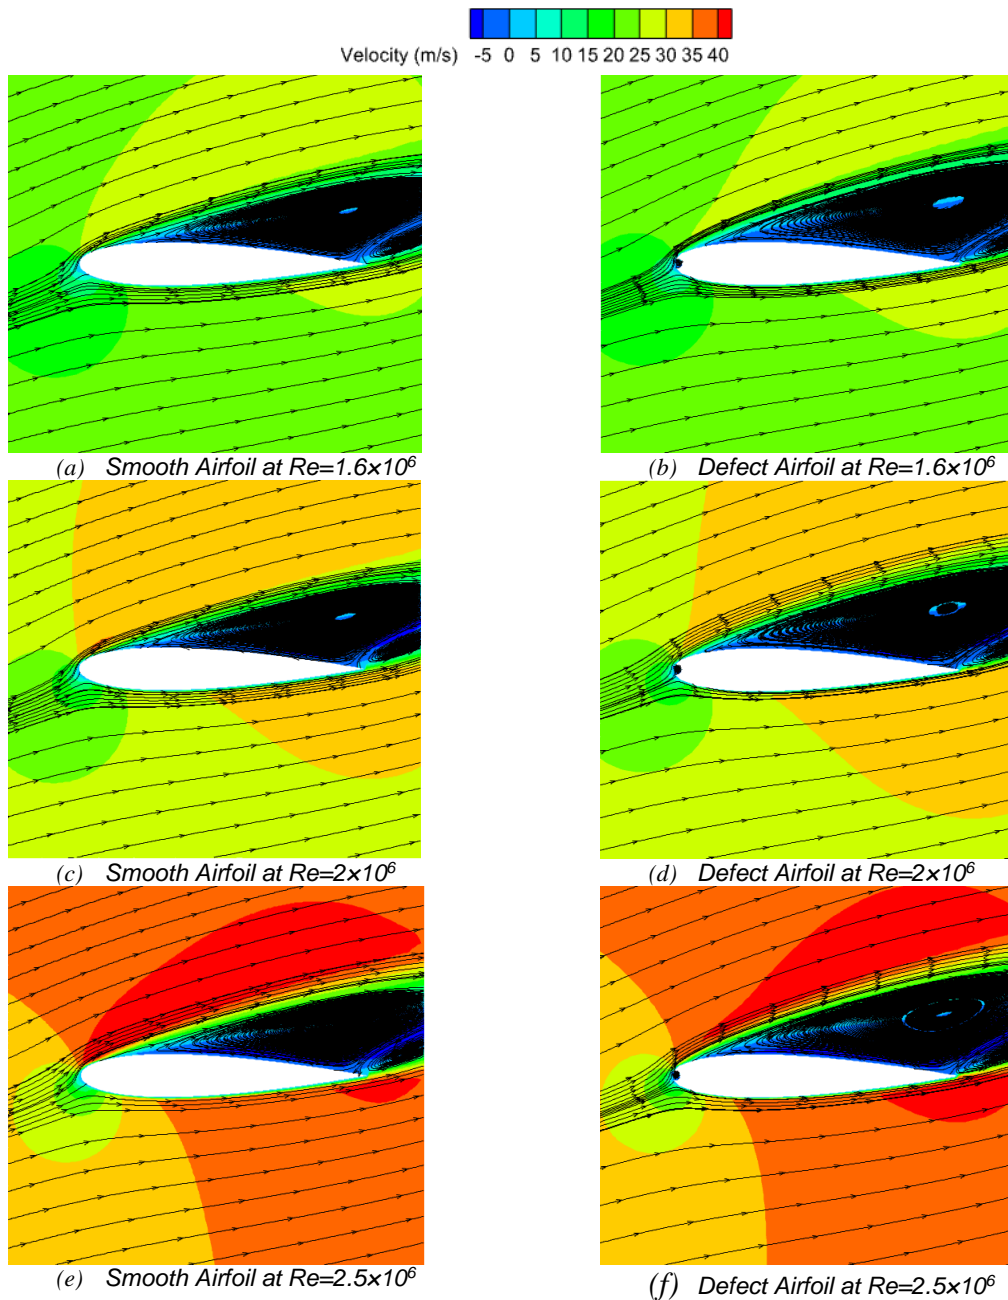 Velocity (m/s) -5 0 5 10 15 20 25 30 35 40
(a) Smooth Airfoil at Re=1.6×10⁶
(b) Defect Airfoil at Re=1.6×10⁶
(c) Smooth Airfoil at Re=2×10⁶
(d) Defect Airfoil at Re=2×10⁶
(e) Smooth Airfoil at Re=2.5×10⁶
(f) Defect Airfoil at Re=2.5×10⁶